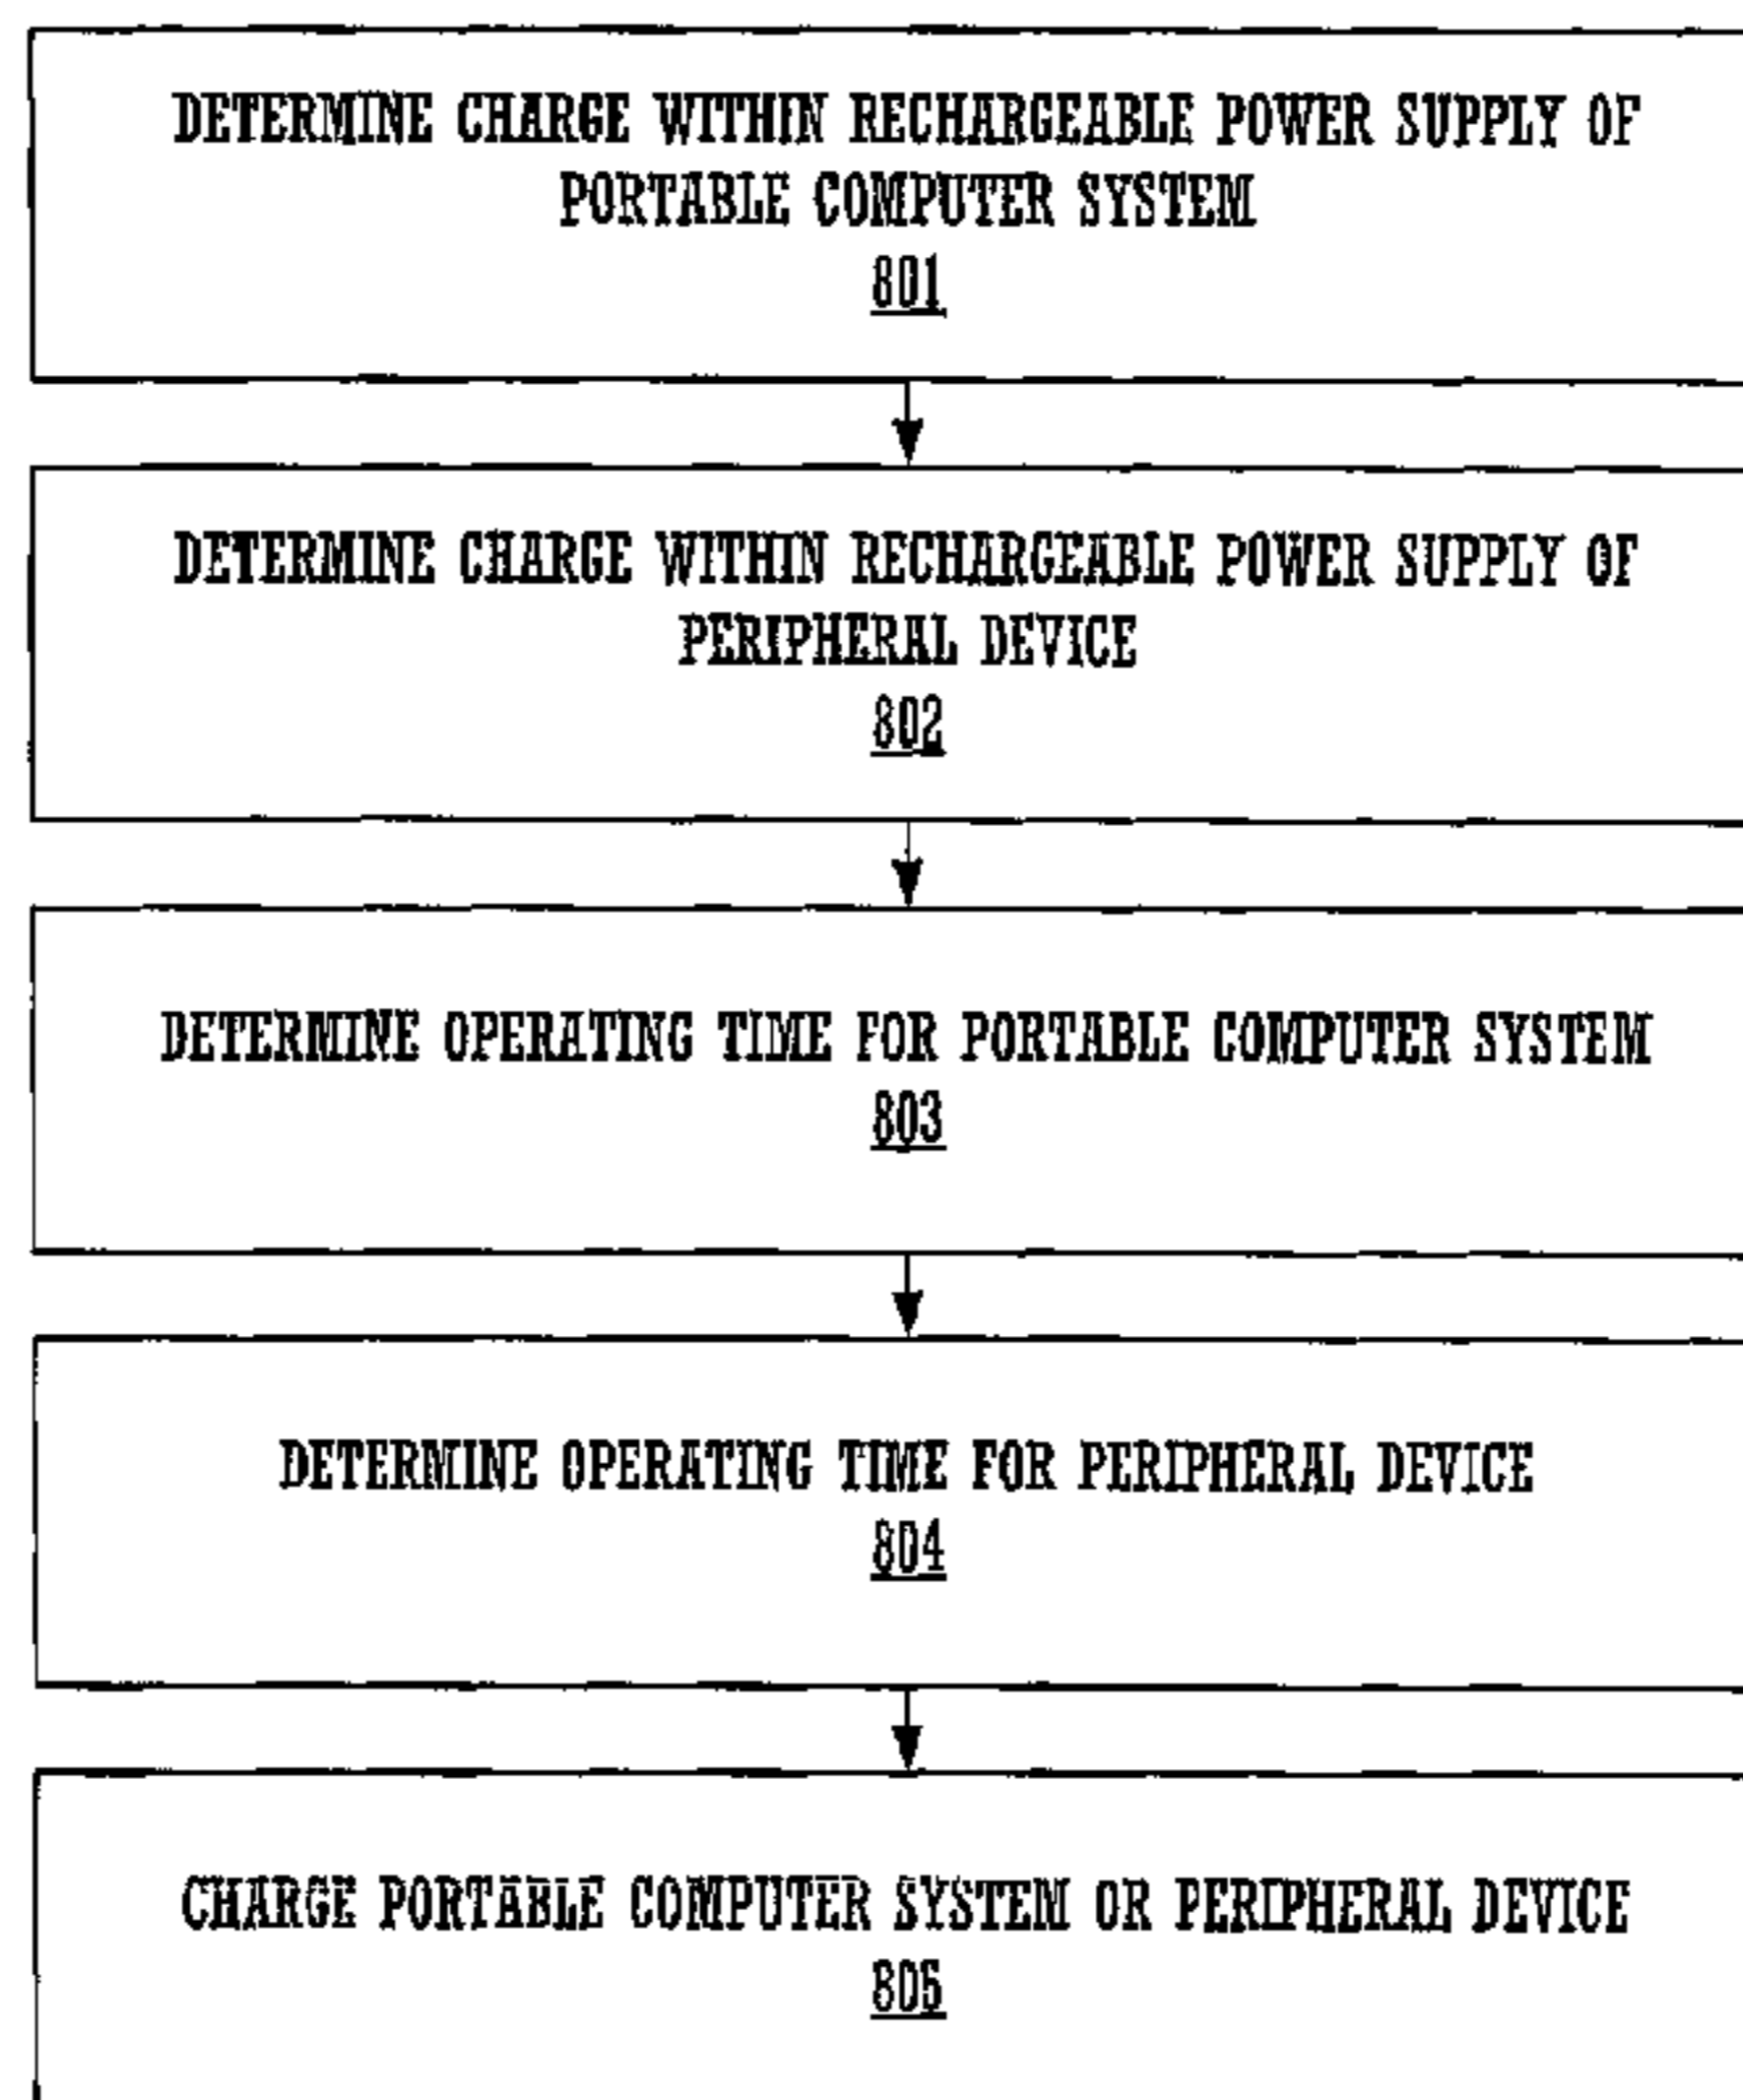 DETERMINE CHARGE WITHIN RECHARGEABLE POWER SUPPLY OF
PORTABLE COMPUTER SYSTEM
801
DETERMINE CHARGE WITHIN RECHARGEABLE POWER SUPPLY OF
PERIPHERAL DEVICE
802
DETERMINE OPERATING TIME FOR PORTABLE COMPUTER SYSTEM
803
DETERMINE OPERATING TIME FOR PERIPHERAL DEVICE
804
CHARGE PORTABLE COMPUTER SYSTEM OR PERIPHERAL DEVICE
806